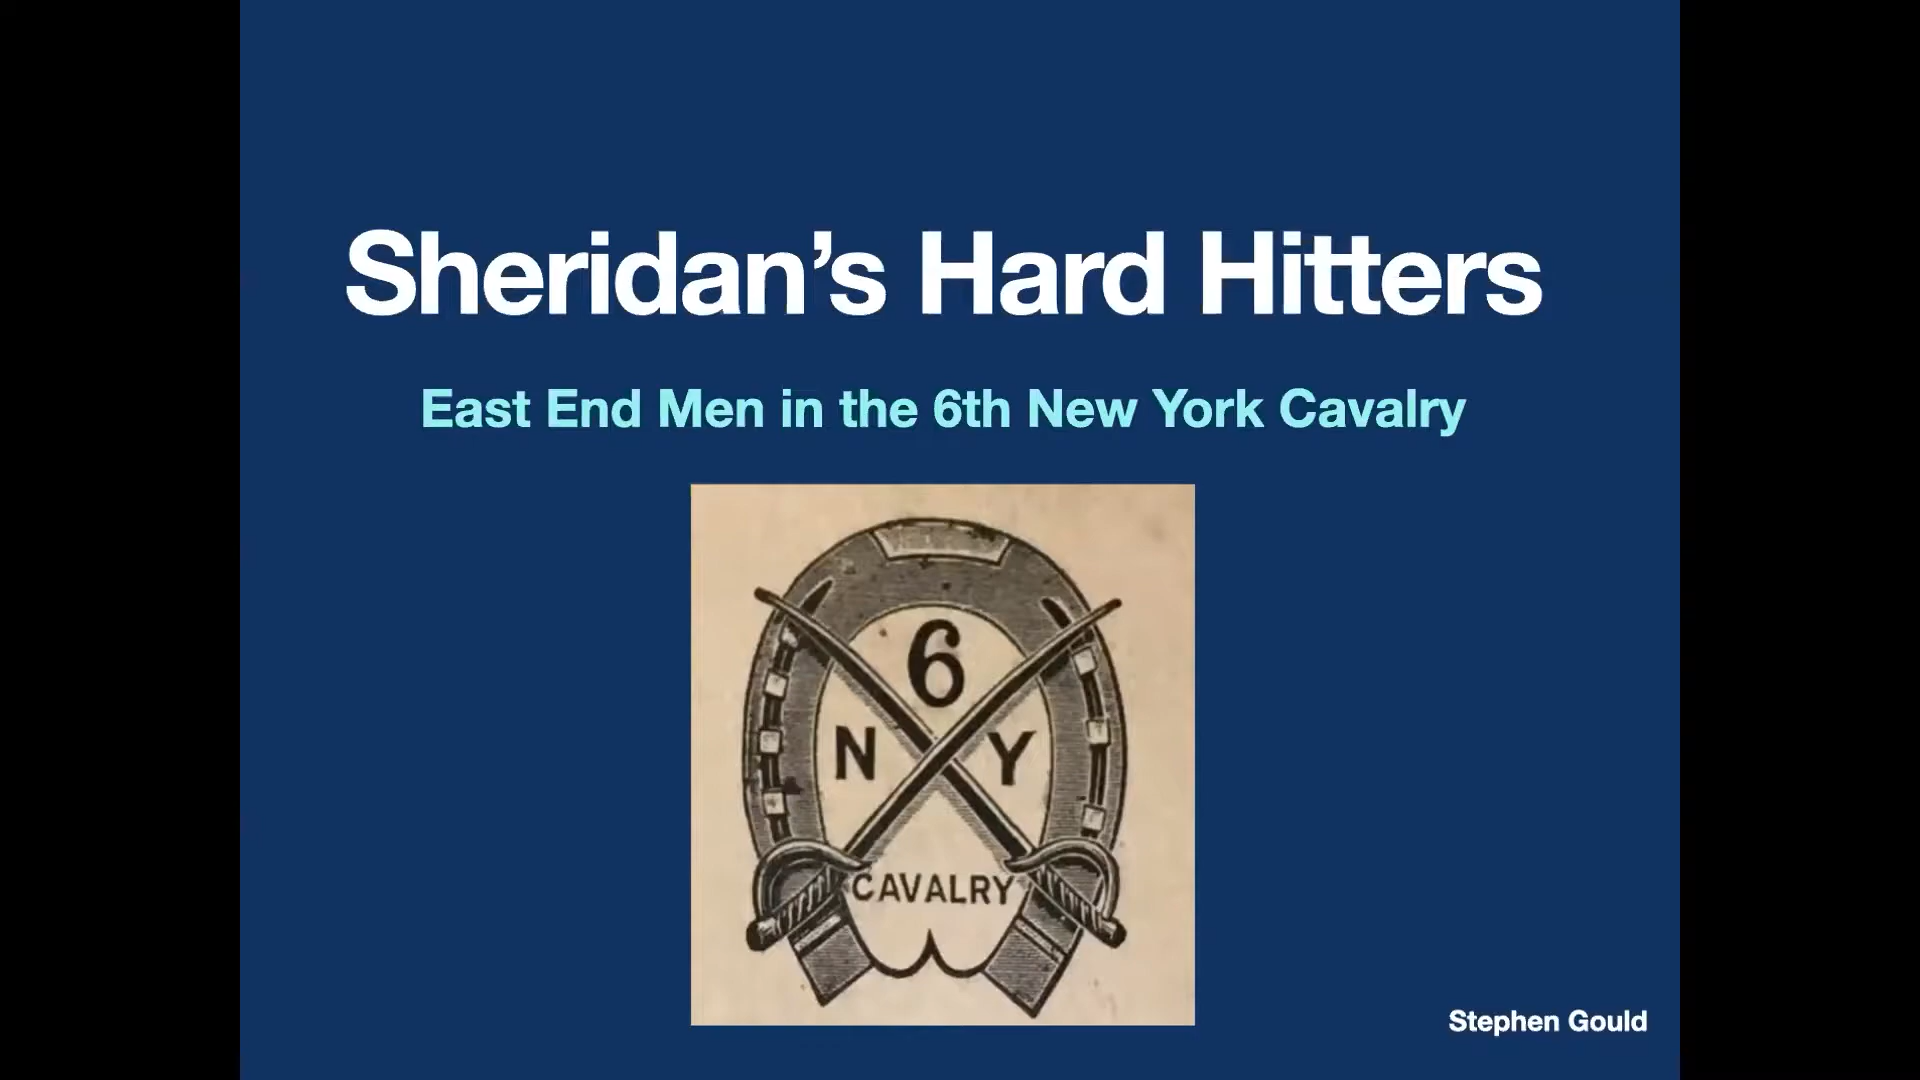 Sheridan’s Hard Hitters
East End Men in the 6th New York Cavalry
6
N Y
CAVALRY
Stephen Gould